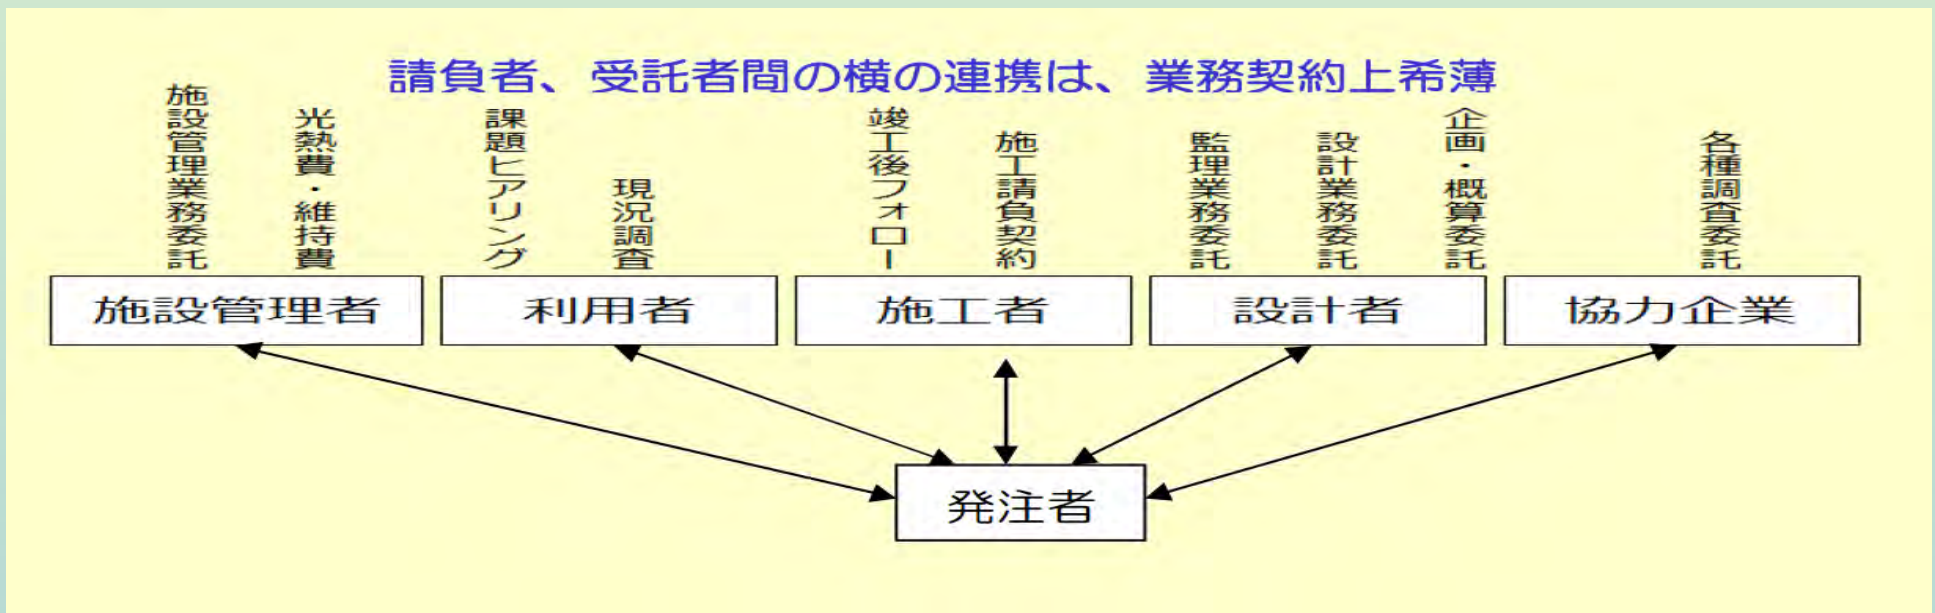 請負者、受託者間の横の連携は、業務契約上希薄
施設管理業務委託
光熱費・維持費
課題ヒアリング
現況調査
竣工後フォロー
施工請負契約
監理業務委託
設計業務委託
企画・概算委託
各種調査委託
施設管理者
利用者
施工者
設計者
協力企業
発注者